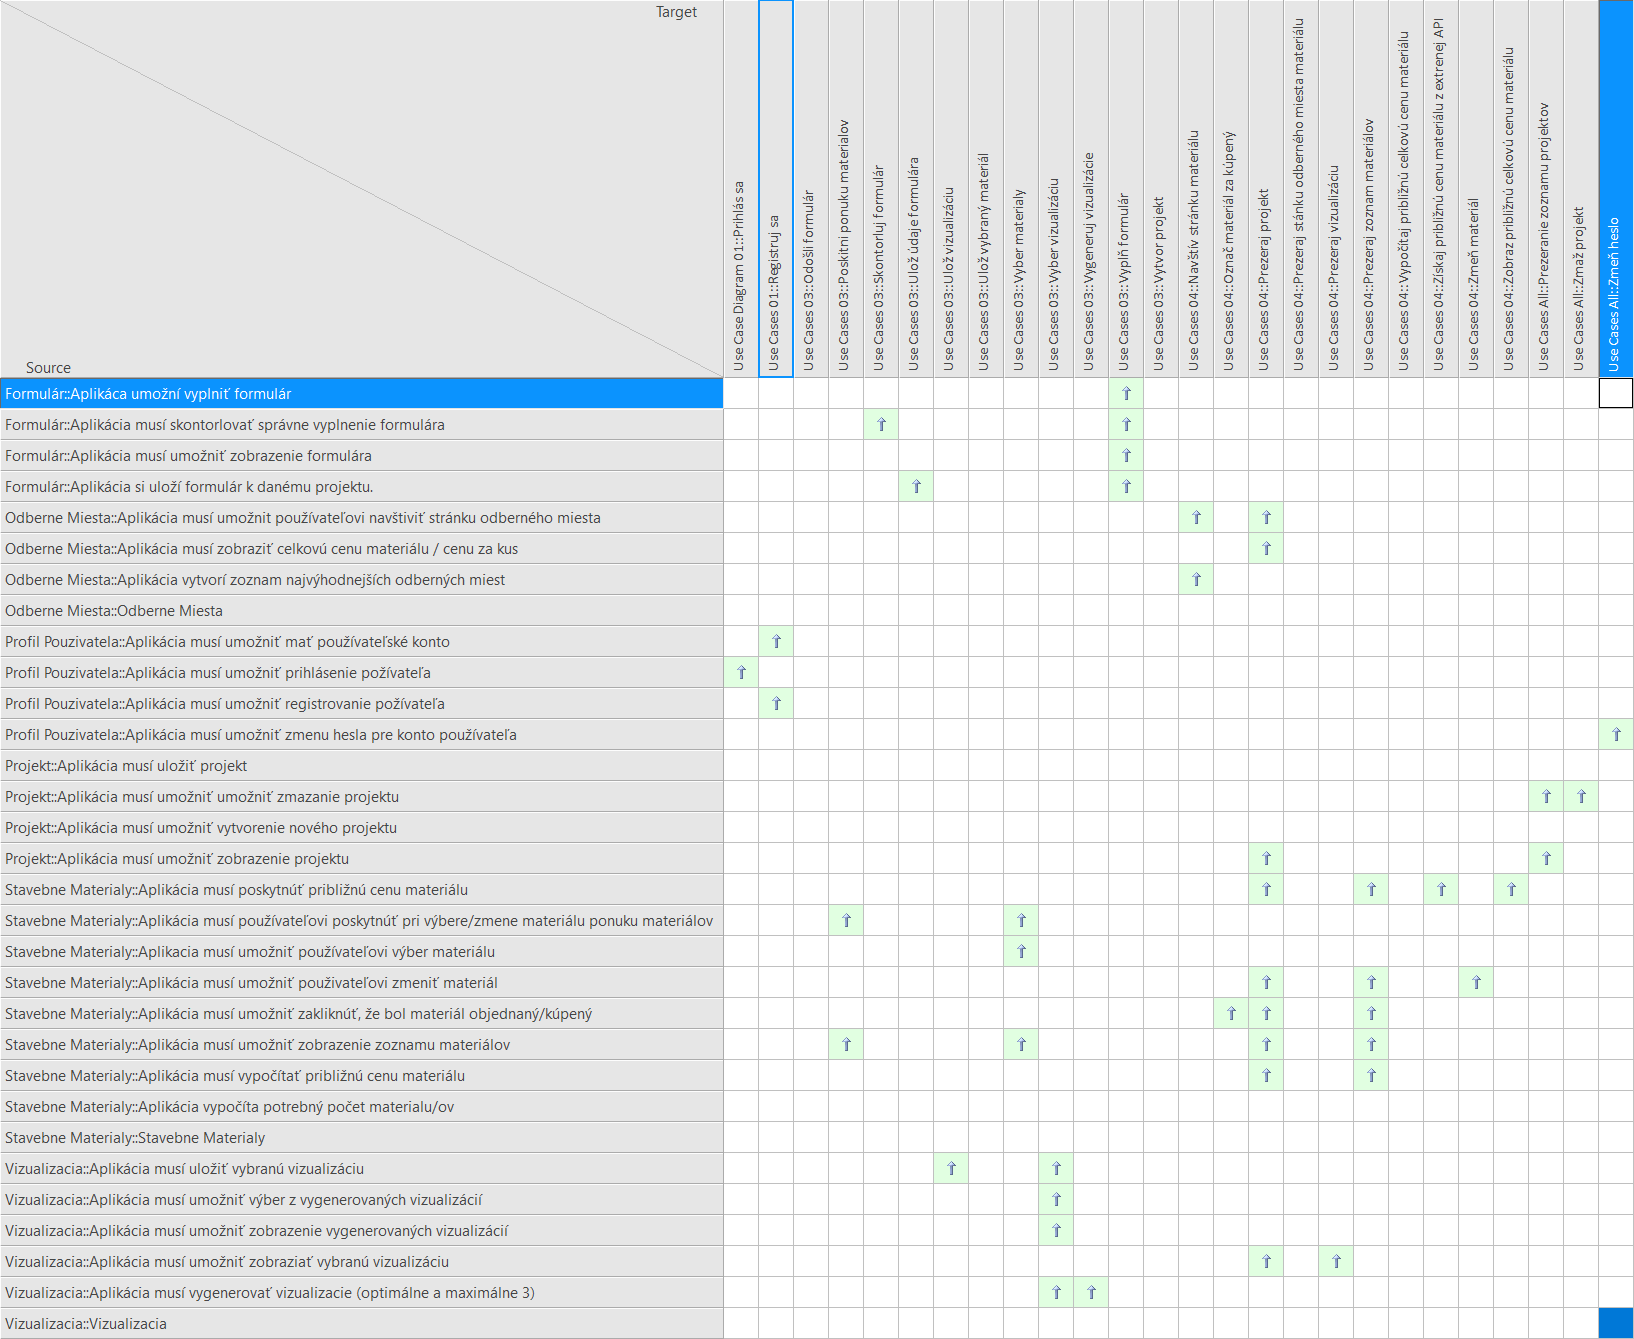 Target
Source
Use Case Diagram 01::Prihlás sa
Use Cases 01::Registruj sa
Use Cases 03::Odošli formulár
Use Cases 03::Poskitni ponuku materialov
Use Cases 03::Skontorluj formulár
Use Cases 03::Ulož údaje formulára
Use Cases 03::Ulož vizualizáciu
Use Cases 03::Ulož vybraný materiál
Use Cases 03::Vyber materialy
Use Cases 03::Vyber vizualizáciu
Use Cases 03::Vygeneruj vizualizácie
Use Cases 03::Vyplň formulár
Use Cases 03::Vytvor projekt
Use Cases 04::Navštív stránku materiálu
Use Cases 04::Označ materiál za kúpený
Use Cases 04::Prezeraj projekt
Use Cases 04::Prezeraj stánku odberného miesta materiálu
Use Cases 04::Prezeraj vizualizáciu
Use Cases 04::Prezeraj zoznam materiálov
Use Cases 04::Vypočítaj približnú celkovú cenu materiálu
Use Cases 04::Získaj približnú cenu materiálu z extrenej API
Use Cases 04::Zmeň materiál
Use Cases 04::Zobraz približnú celkovú cenu materiálu
Use Cases All::Prezeranie zoznamu projektov
Use Cases All::Zmaž projekt
Use Cases All::Zmeň heslo
Formulár::Aplikáca umožní vyplniť formulár
Formulár::Aplikácia musí skontorlovať správne vyplnenie formulára
Formulár::Aplikácia musí umožniť zobrazenie formulára
Formulár::Aplikácia si uloží formulár k danému projektu.
Odberne Miesta::Aplikácia musí umožnit používateľovi navštiviť stránku odberného miesta
Odberne Miesta::Aplikácia musí zobraziť celkovú cenu materiálu / cenu za kus
Odberne Miesta::Aplikácia vytvorí zoznam najvýhodnejších odberných miest
Odberne Miesta::Odberne Miesta
Profil Pouzivatela::Aplikácia musí umožniť mať používateľské konto
Profil Pouzivatela::Aplikácia musí umožniť prihlásenie požívateľa
Profil Pouzivatela::Aplikácia musí umožniť registrovanie požívateľa
Profil Pouzivatela::Aplikácia musí umožniť zmenu hesla pre konto používateľa
Projekt::Aplikácia musí uložiť projekt
Projekt::Aplikácia musí umožniť umožniť zmazanie projektu
Projekt::Aplikácia musí umožniť vytvorenie nového projektu
Projekt::Aplikácia musí umožniť zobrazenie projektu
Stavebne Materialy::Aplikácia musí poskytnúť približnú cenu materiálu
Stavebne Materialy::Aplikácia musí používateľovi poskytnúť pri výbere/zmene materiálu ponuku materiálov
Stavebne Materialy::Aplikacia musí umožniť používateľovi výber materiálu
Stavebne Materialy::Aplikácia musí umožniť použivateľovi zmeniť materiál
Stavebne Materialy::Aplikácia musí umožniť zakliknúť, že bol materiál objednaný/kúpený
Stavebne Materialy::Aplikácia musí umožniť zobrazenie zoznamu materiálov
Stavebne Materialy::Aplikácia musí vypočítať približnú cenu materiálu
Stavebne Materialy::Aplikácia vypočíta potrebný počet materialu/ov
Stavebne Materialy::Stavebne Materialy
Vizualizacia::Aplikácia musí uložiť vybranú vizualizáciu
Vizualizacia::Aplikácia musí umožniť výber z vygenerovaných vizualizácií
Vizualizacia::Aplikácia musí umožniť zobrazenie vygenerovaných vizualizácií
Vizualizacia::Aplikácia musí umožniť zobraziať vybranú vizualizáciu
Vizualizacia::Aplikácia musí vygenerovať vizualizacie (optimálne a maximálne 3)
Vizualizacia::Vizualizacia